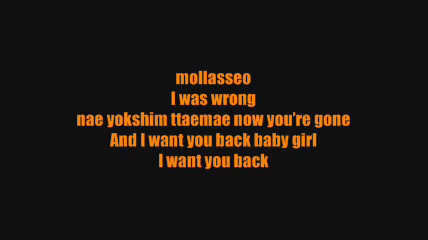 mollasseo
I was wrong
nae yokshim ttaemae now you're gone
And I want you back baby girl
I want you back